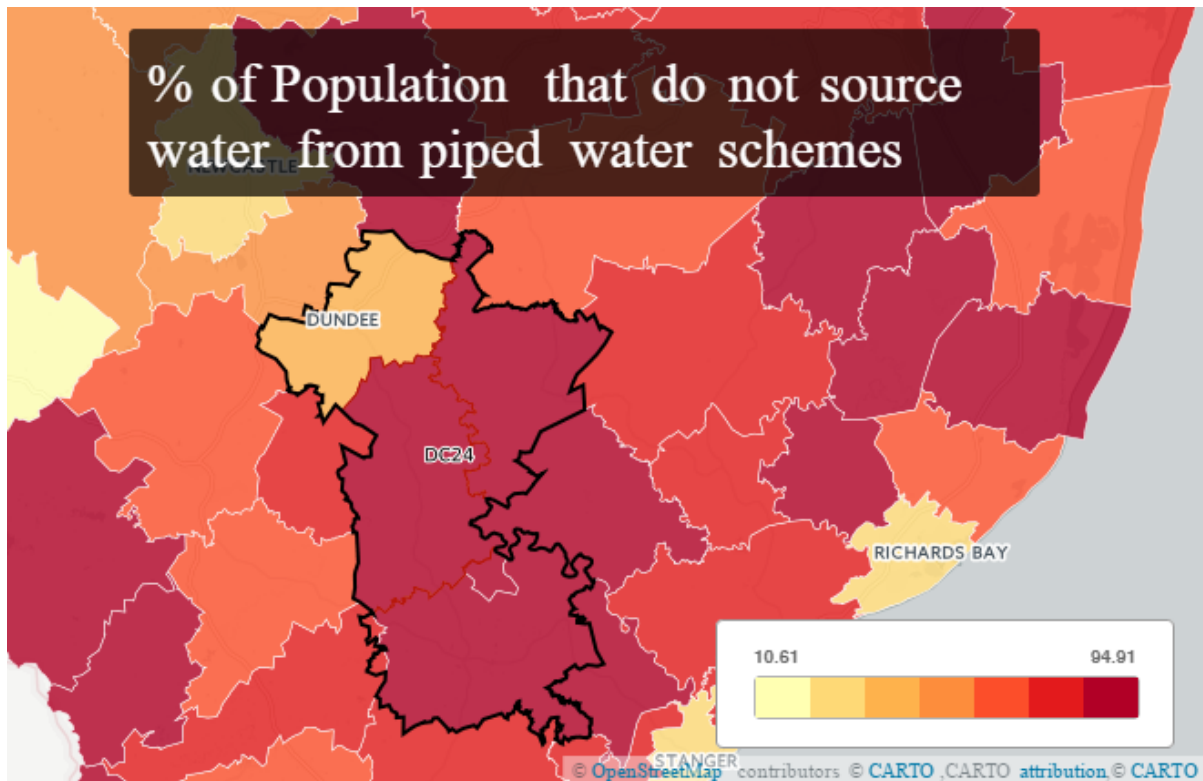 % of Population that do not source
water from piped water schemes
NEWCASTLE
DUNDEE
DC24
RICHARDS BAY
10.61 94.91
STANGER
© OpenStreetMap contributors © CARTO ,CARTO attribution,© CARTO